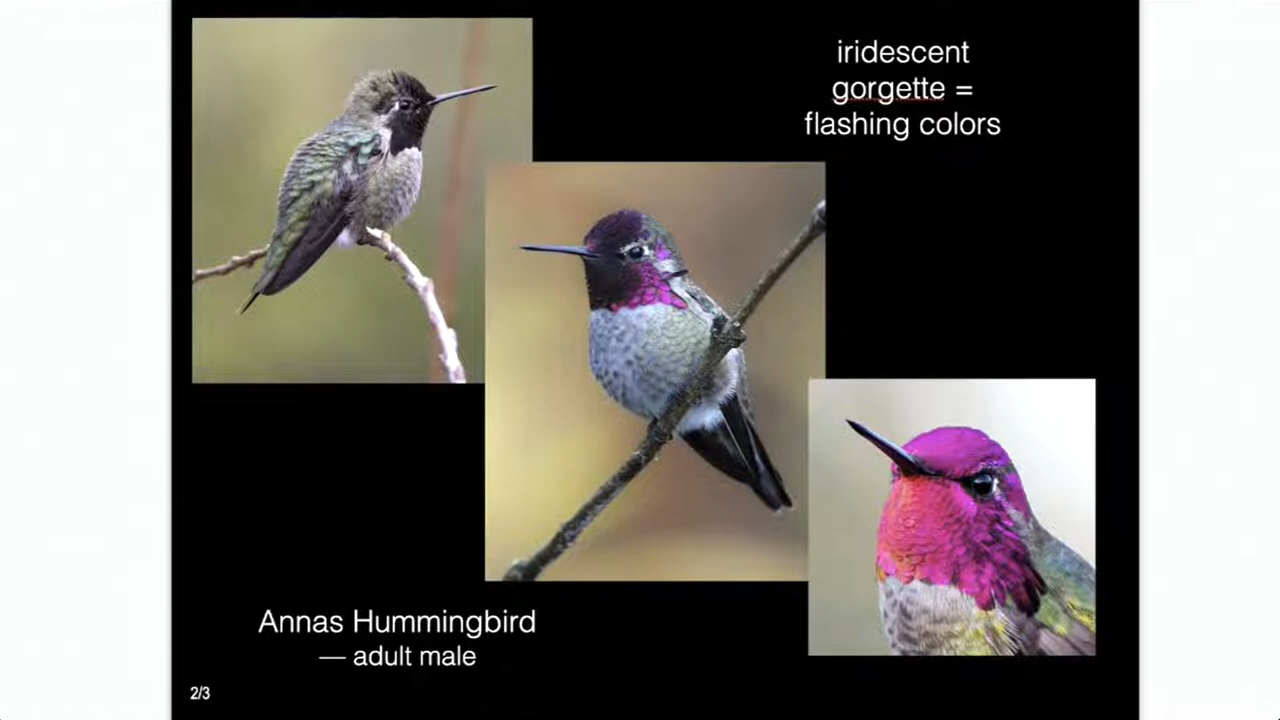 iridescent
gorgette =
flashing colors
Annas Hummingbird
— adult male
2/3